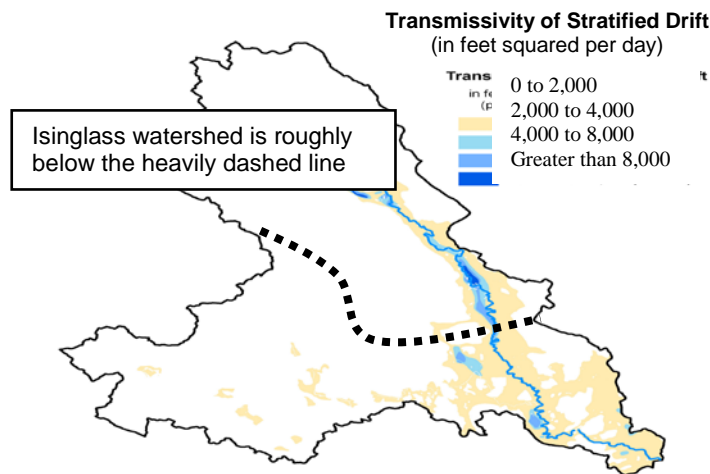 Transmissivity of Stratified Drift
(in feet squared per day)
Trans
0 to 2,000
2,000 to 4,000
4,000 to 8,000
Greater than 8,000
Isinglass watershed is roughly
below the heavily dashed line